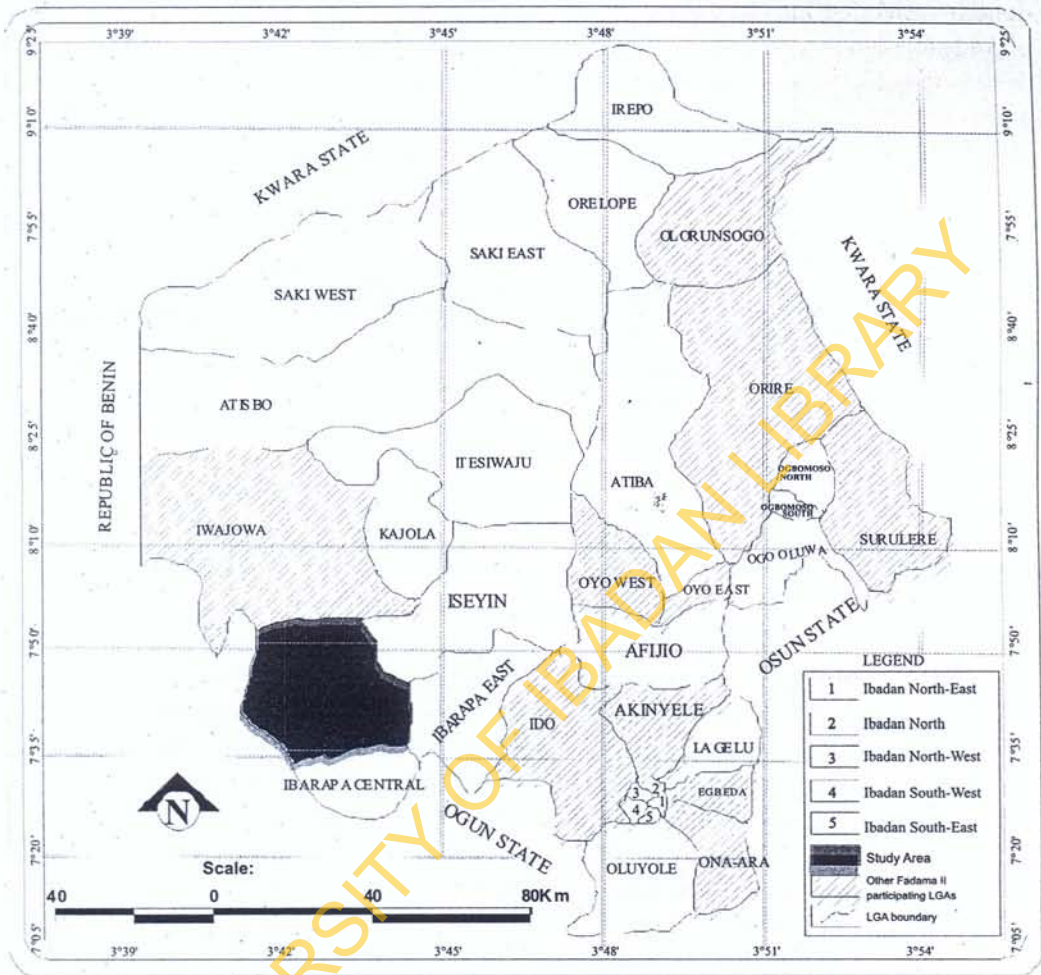 3°39' 3°42' 3°45' 3°48' 3°51' 3°54'
9°25' 9°25'
IREPO
9°10' 9°10'
KWARA STATE
ORELOPE
7°55' 7°55'
OLORUNSOGO
SAKI EAST
KWARA STATE
SAKI WEST
8°40' 8°40'
REPUBLIC OF BENIN
ORIRE
ATISBO
8°25' 8°25'
ITESIWAJU
OGBOMOSO
NORTH
ATIBA
OGBOMOSO
SOUTH
IWAJOWA
KAJOLA
SURULERE
8°10' 8°10'
OGO OLUWA
OYO WEST
OYO EAST
ISEYIN
OSUN STATE
7°50' 7°50'
AFIJIO
IBARAPA EAST
AKINYELE
IDO
LAGELU
7°35' 7°35'
IBARAPA CENTRAL
EGBEDA
3 2
1
4
5
OGUN STATE
7°20' 7°20'
OLUYOLE
ONA-ARA
N
Scale:
40 0 40 80Km
7°05' 7°05'
3°39' 3°42' 3°45' 3°48' 3°51' 3°54'
LEGEND
1 Ibadan North-East
2 Ibadan North
3 Ibadan North-West
4 Ibadan South-West
5 Ibadan South-East
Study Area
Other Fadama II
participating LGAs
LGA boundary
RSITY OF IBADAN LIBRARY